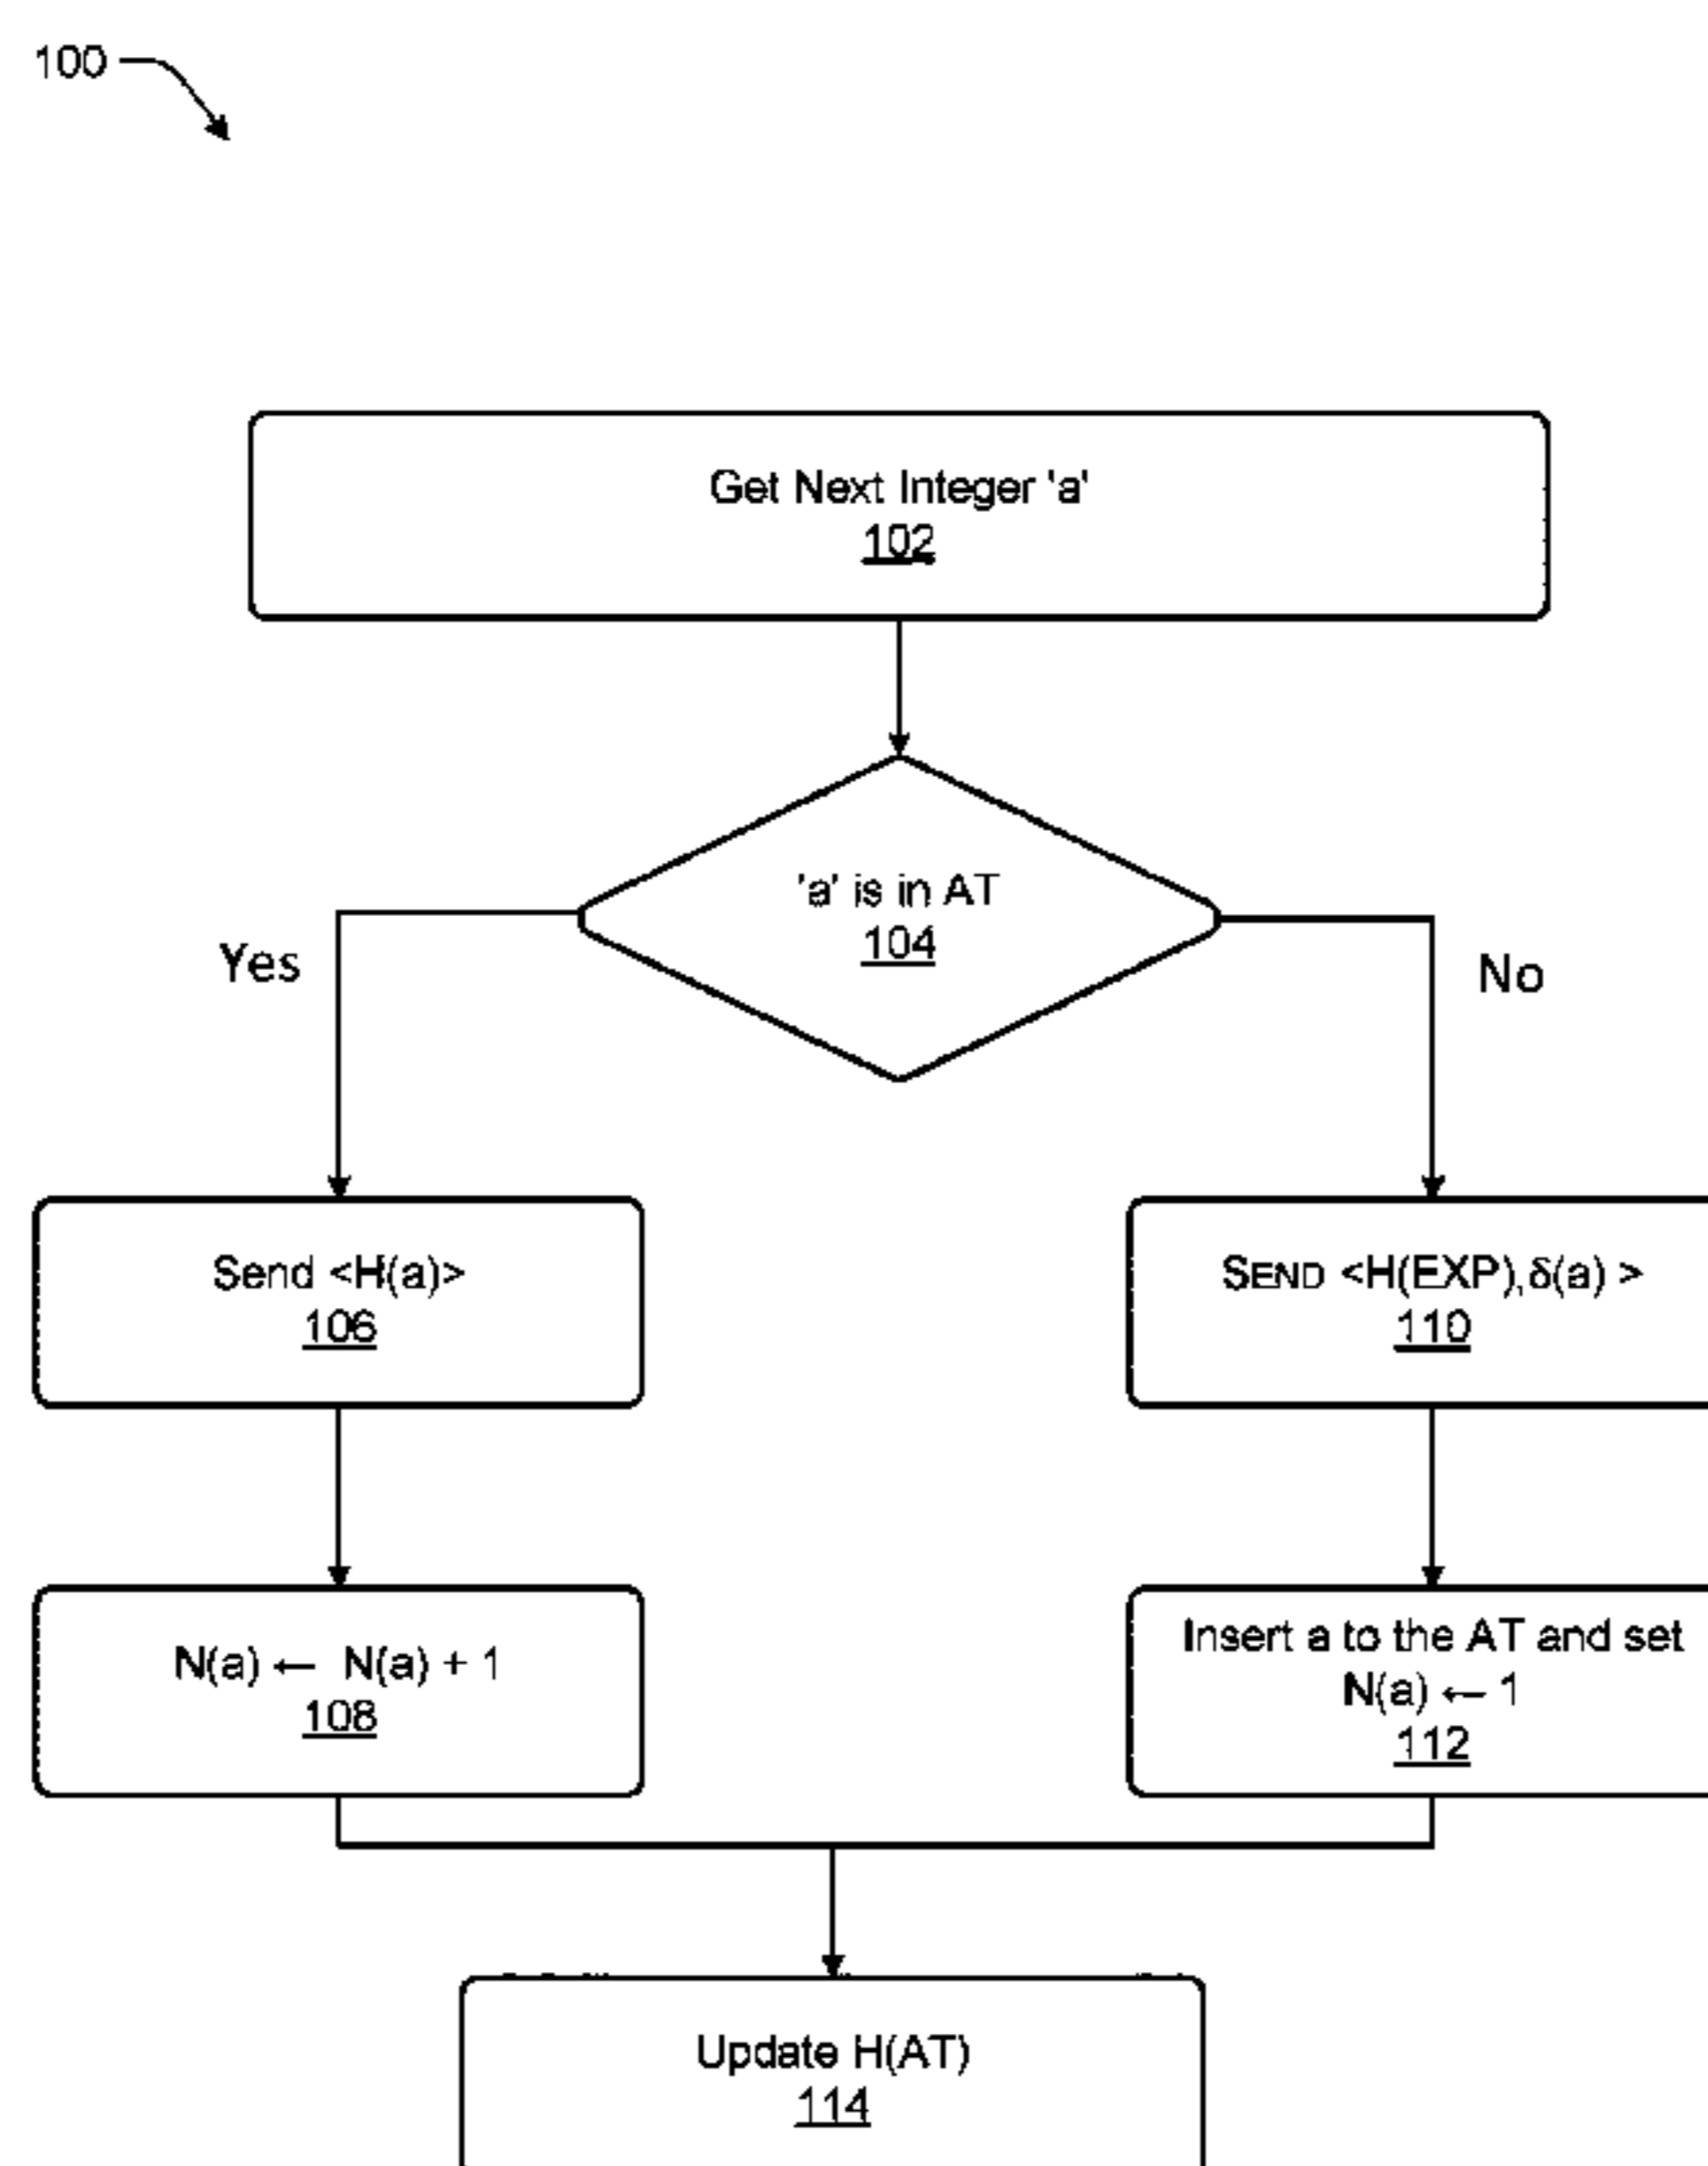 100
Get Next Integer 'a'
102
'a' is in AT
104
Yes
No
Send <H(a)>
106
SEND <H(EXP),δ(a) >
110
N(a) ← N(a) + 1
108
Insert a to the AT and set
N(a) ← 1
112
Update H(AT)
114